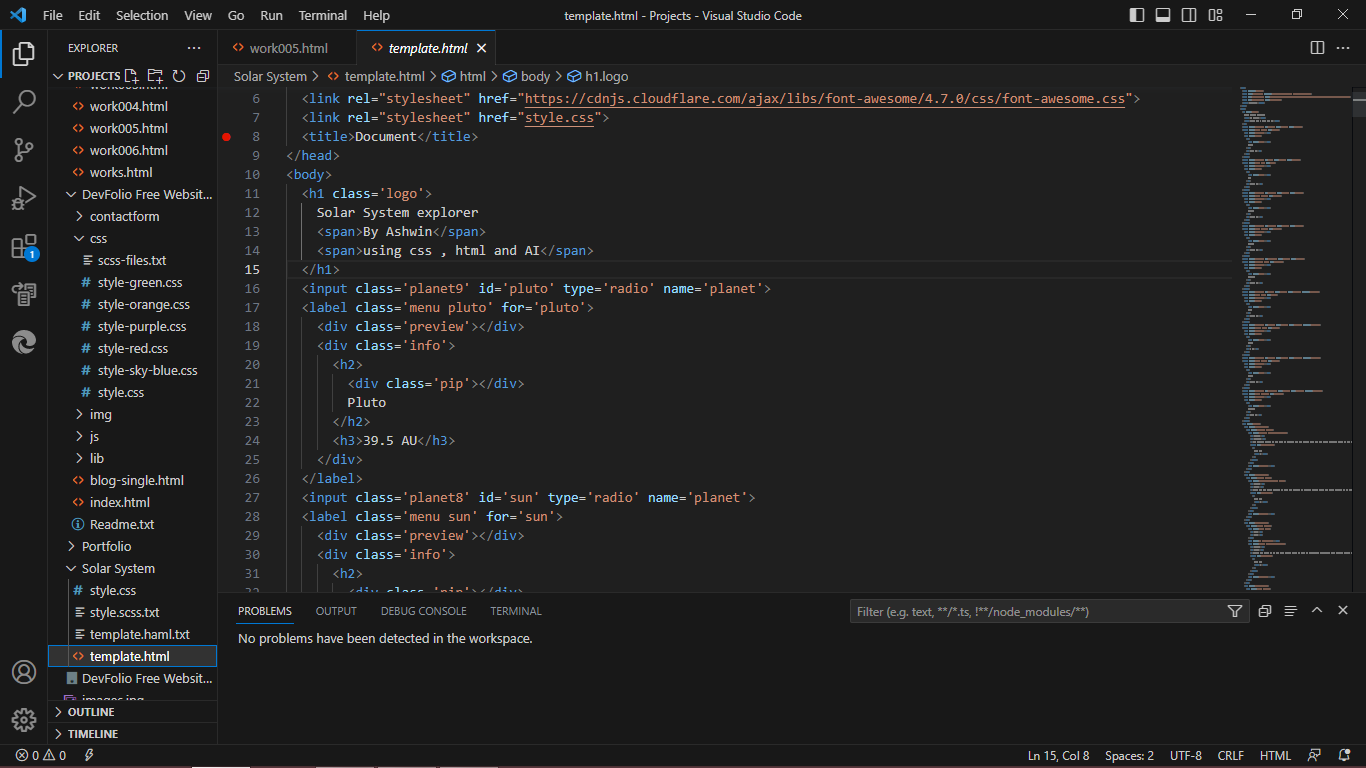 File Edit Selection View Go Run Terminal Help
template.html - Projects - Visual Studio Code
EXPLORER
PROJECTS
work004.html
work005.html
work006.html
works.html
DevFolio Free Websit...
contactform
css
scss-files.txt
style-green.css
style-orange.css
style-purple.css
style-red.css
style-sky-blue.css
style.css
img
js
lib
blog-single.html
index.html
Readme.txt
Portfolio
Solar System
style.css
style.scss.txt
template.haml.txt
template.html
DevFolio Free Websit...
OUTLINE
TIMELINE
1
work005.html template.html
Solar System > template.html > html > body > h1.logo
6 <link rel="stylesheet" href="https://cdnjs.cloudflare.com/ajax/libs/font-awesome/4.7.0/css/font-awesome.css">
7 <link rel="stylesheet" href="style.css">
8 <title>Document</title>
9 </head>
10 <body>
11 <h1 class='logo'>
12 Solar System explorer
13 <span>By Ashwin</span>
14 <span>using css , html and AI</span>
15 </h1>
16 <input class='planet9' id='pluto' type='radio' name='planet'>
17 <label class='menu pluto' for='pluto'>
18 <div class='preview'></div>
19 <div class='info'>
20 <h2>
21 <div class='pip'></div>
22 Pluto
23 </h2>
24 <h3>39.5 AU</h3>
25 </div>
26 </label>
27 <input class='planet8' id='sun' type='radio' name='planet'>
28 <label class='menu sun' for='sun'>
29 <div class='preview'></div>
30 <div class='info'>
31 <h2>
PROBLEMS OUTPUT DEBUG CONSOLE TERMINAL
Filter (e.g. text, **/*.ts, !**/node_modules/**)
No problems have been detected in the workspace.
0 0
Ln 15, Col 8 Spaces: 2 UTF-8 CRLF HTML